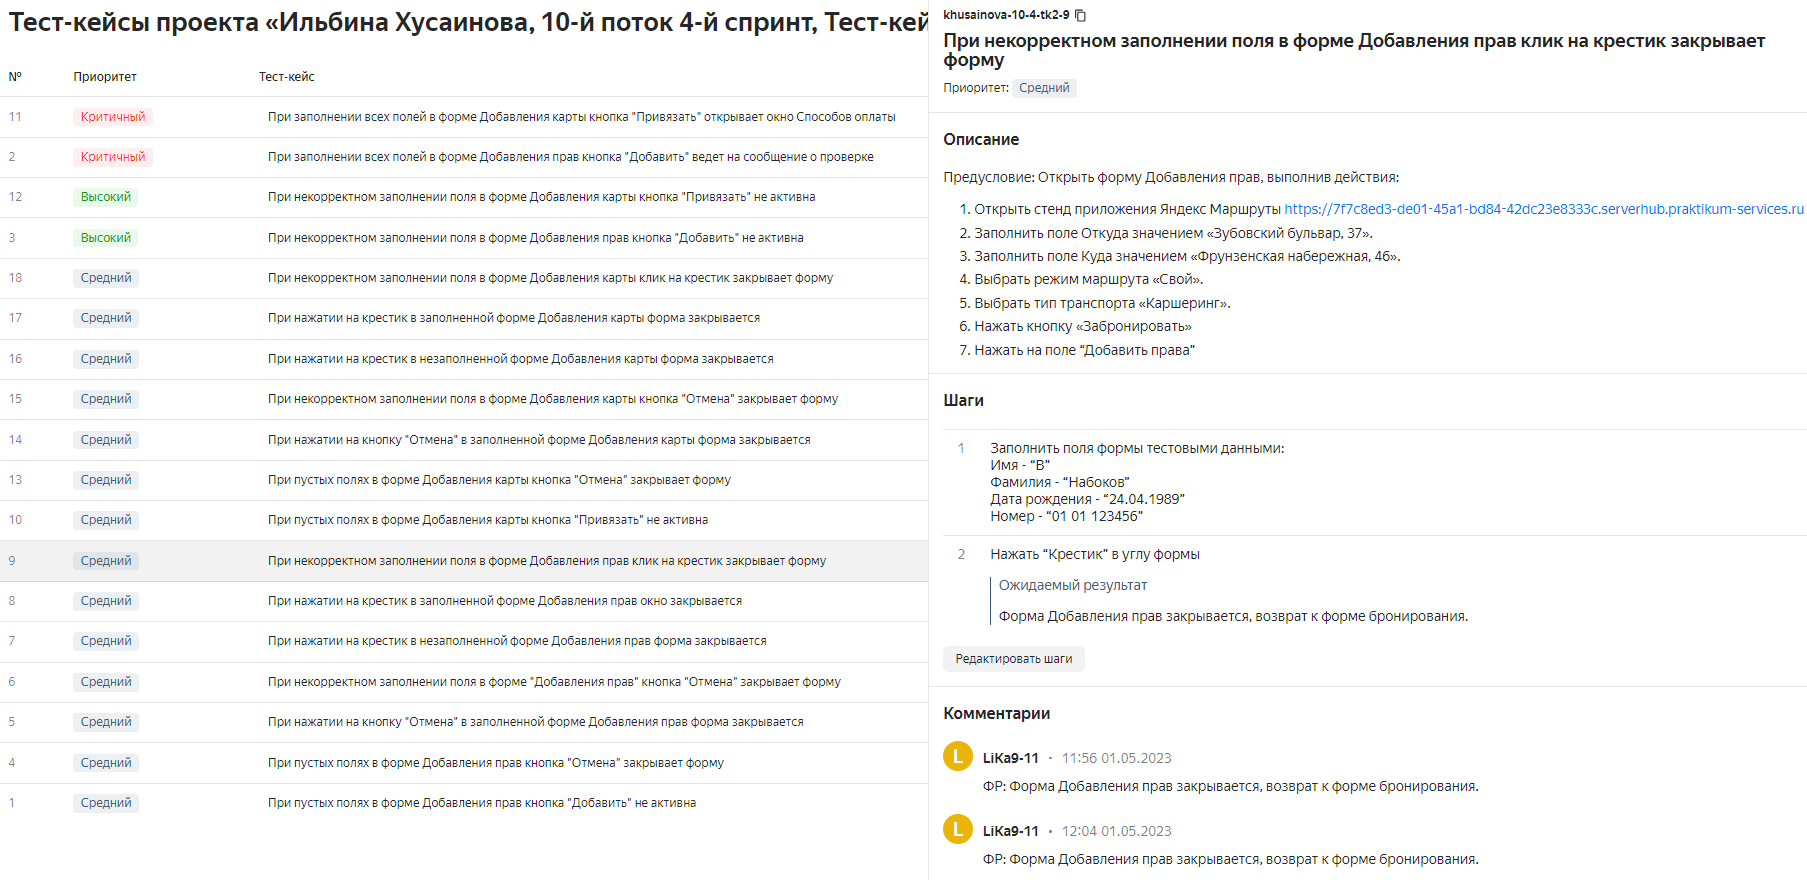 Тест-кейсы проекта «Ильбина Хусаинова, 10-й поток 4-й спринт, Тест-кей
№ Приоритет Тест-кейс
11 Критичный При заполнении всех полей в форме Добавления карты кнопка "Привязать" открывает окно Способов оплаты
2 Критичный При заполнении всех полей в форме Добавления прав кнопка "Добавить" ведет на сообщение о проверке
12 Высокий При некорректном заполнении поля в форме Добавления карты кнопка "Привязать" не активна
3 Высокий При некорректном заполнении поля в форме Добавления прав кнопка "Добавить" не активна
18 Средний При некорректном заполнении поля в форме Добавления карты клик на крестик закрывает форму
17 Средний При нажатии на крестик в заполненной форме Добавления карты форма закрывается
16 Средний При нажатии на крестик в незаполненной форме Добавления карты форма закрывается
15 Средний При некорректном заполнении поля в форме Добавления карты кнопка "Отмена" закрывает форму
14 Средний При нажатии на кнопку "Отмена" в заполненной форме Добавления карты форма закрывается
13 Средний При пустых полях в форме Добавления карты кнопка "Отмена" закрывает форму
10 Средний При пустых полях в форме Добавления карты кнопка "Привязать" не активна
9 Средний При некорректном заполнении поля в форме Добавления прав клик на крестик закрывает форму
8 Средний При нажатии на крестик в заполненной форме Добавления прав окно закрывается
7 Средний При нажатии на крестик в незаполненной форме Добавления прав форма закрывается
6 Средний При некорректном заполнении поля в форме "Добавления прав" кнопка "Отмена" закрывает форму
5 Средний При нажатии на кнопку "Отмена" в заполненной форме Добавления прав форма закрывается
4 Средний При пустых полях в форме Добавления прав кнопка "Отмена" закрывает форму
1 Средний При пустых полях в форме Добавления прав кнопка "Добавить" не активна
khusainova-10-4-tk2-9
При некорректном заполнении поля в форме Добавления прав клик на крестик закрывает
форму
Приоритет: Средний
Описание
Предусловие: Открыть форму Добавления прав, выполнив действия:
1. Открыть стенд приложения Яндекс Маршруты https://7f7c8ed3-de01-45a1-bd84-42dc23e8333c.serverhub.praktikum-services.ru
2. Заполнить поле Откуда значением «Зубовский бульвар, 37».
3. Заполнить поле Куда значением «Фрунзенская набережная, 46».
4. Выбрать режим маршрута «Свой».
5. Выбрать тип транспорта «Каршеринг».
6. Нажать кнопку «Забронировать»
7. Нажать на поле “Добавить права”
Шаги
1 Заполнить поля формы тестовыми данными:
Имя - “В”
Фамилия - “Набоков”
Дата рождения - “24.04.1989”
Номер - “01 01 123456”
2 Нажать “Крестик” в углу формы
Ожидаемый результат
Форма Добавления прав закрывается, возврат к форме бронирования.
Редактировать шаги
Комментарии
L LiKa9-11 • 11:56 01.05.2023
ФР: Форма Добавления прав закрывается, возврат к форме бронирования.
L LiKa9-11 • 12:04 01.05.2023
ФР: Форма Добавления прав закрывается, возврат к форме бронирования.